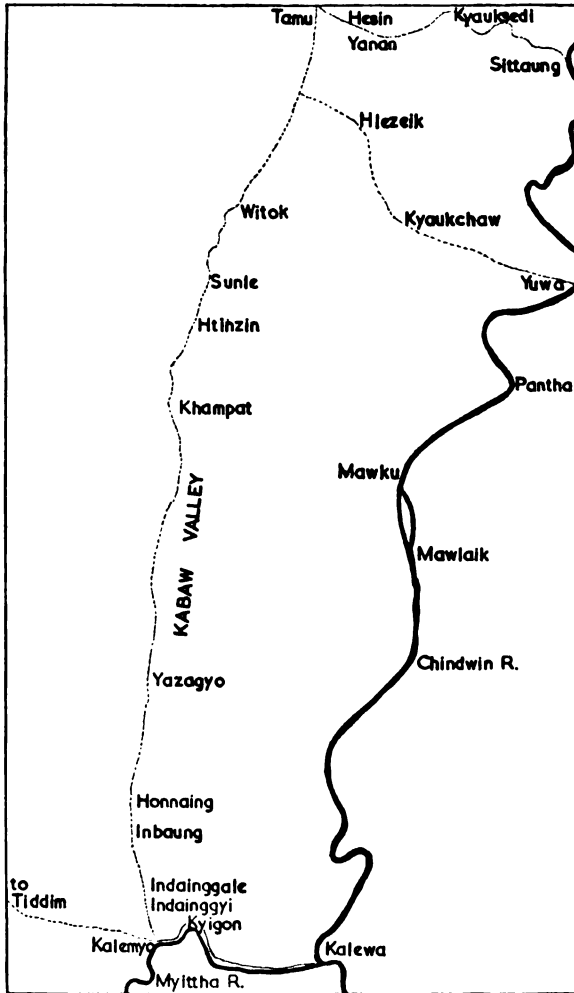 Tamu
Hesin
Kyauksedi
Yanan
Sittaung
Hlezeik
Witok
Kyaukchaw
Sunle
Yuwa
Htihzin
Pantha
Khampat
Mawku
KABAW VALLEY
Mawlaik
Chindwin R.
Yazagyo
Honnaing
Inbaung
to
Tiddim
Indainggale
Indainggyi
Kyigon
Kalemyo
Kalewa
Myittha R.